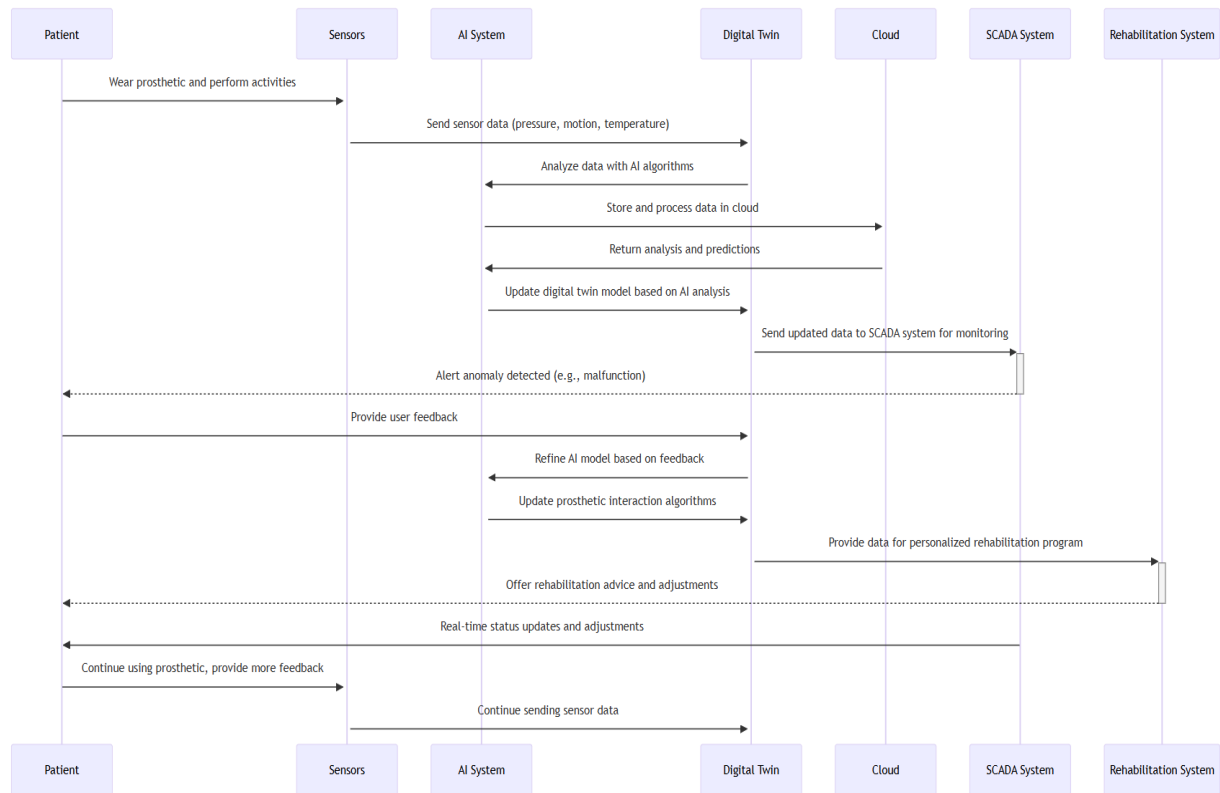 Patient
Sensors
AI System
Digital Twin
Cloud
SCADA System
Rehabilitation System
Wear prosthetic and perform activities
Send sensor data (pressure, motion, temperature)
Analyze data with AI algorithms
Store and process data in cloud
Return analysis and predictions
Update digital twin model based on AI analysis
Send updated data to SCADA system for monitoring
Alert anomaly detected (e.g., malfunction)
Provide user feedback
Refine AI model based on feedback
Update prosthetic interaction algorithms
Provide data for personalized rehabilitation program
Offer rehabilitation advice and adjustments
Real-time status updates and adjustments
Continue using prosthetic, provide more feedback
Continue sending sensor data
Patient
Sensors
AI System
Digital Twin
Cloud
SCADA System
Rehabilitation System